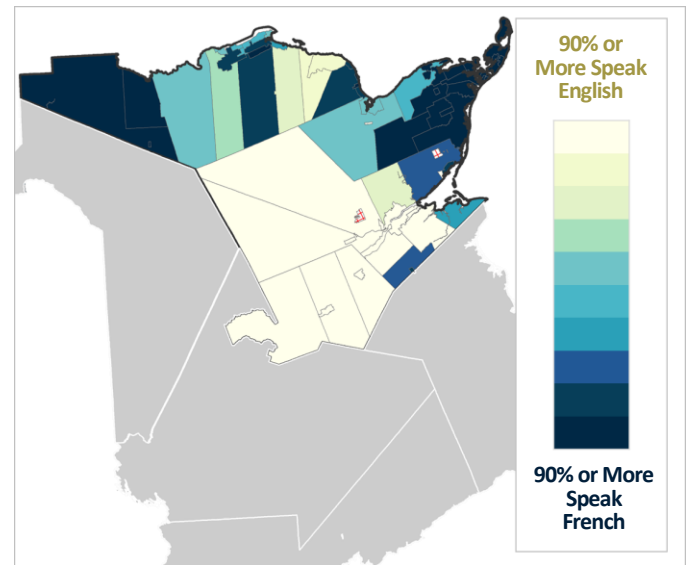 90% or
More Speak
English
90% or More
Speak
French